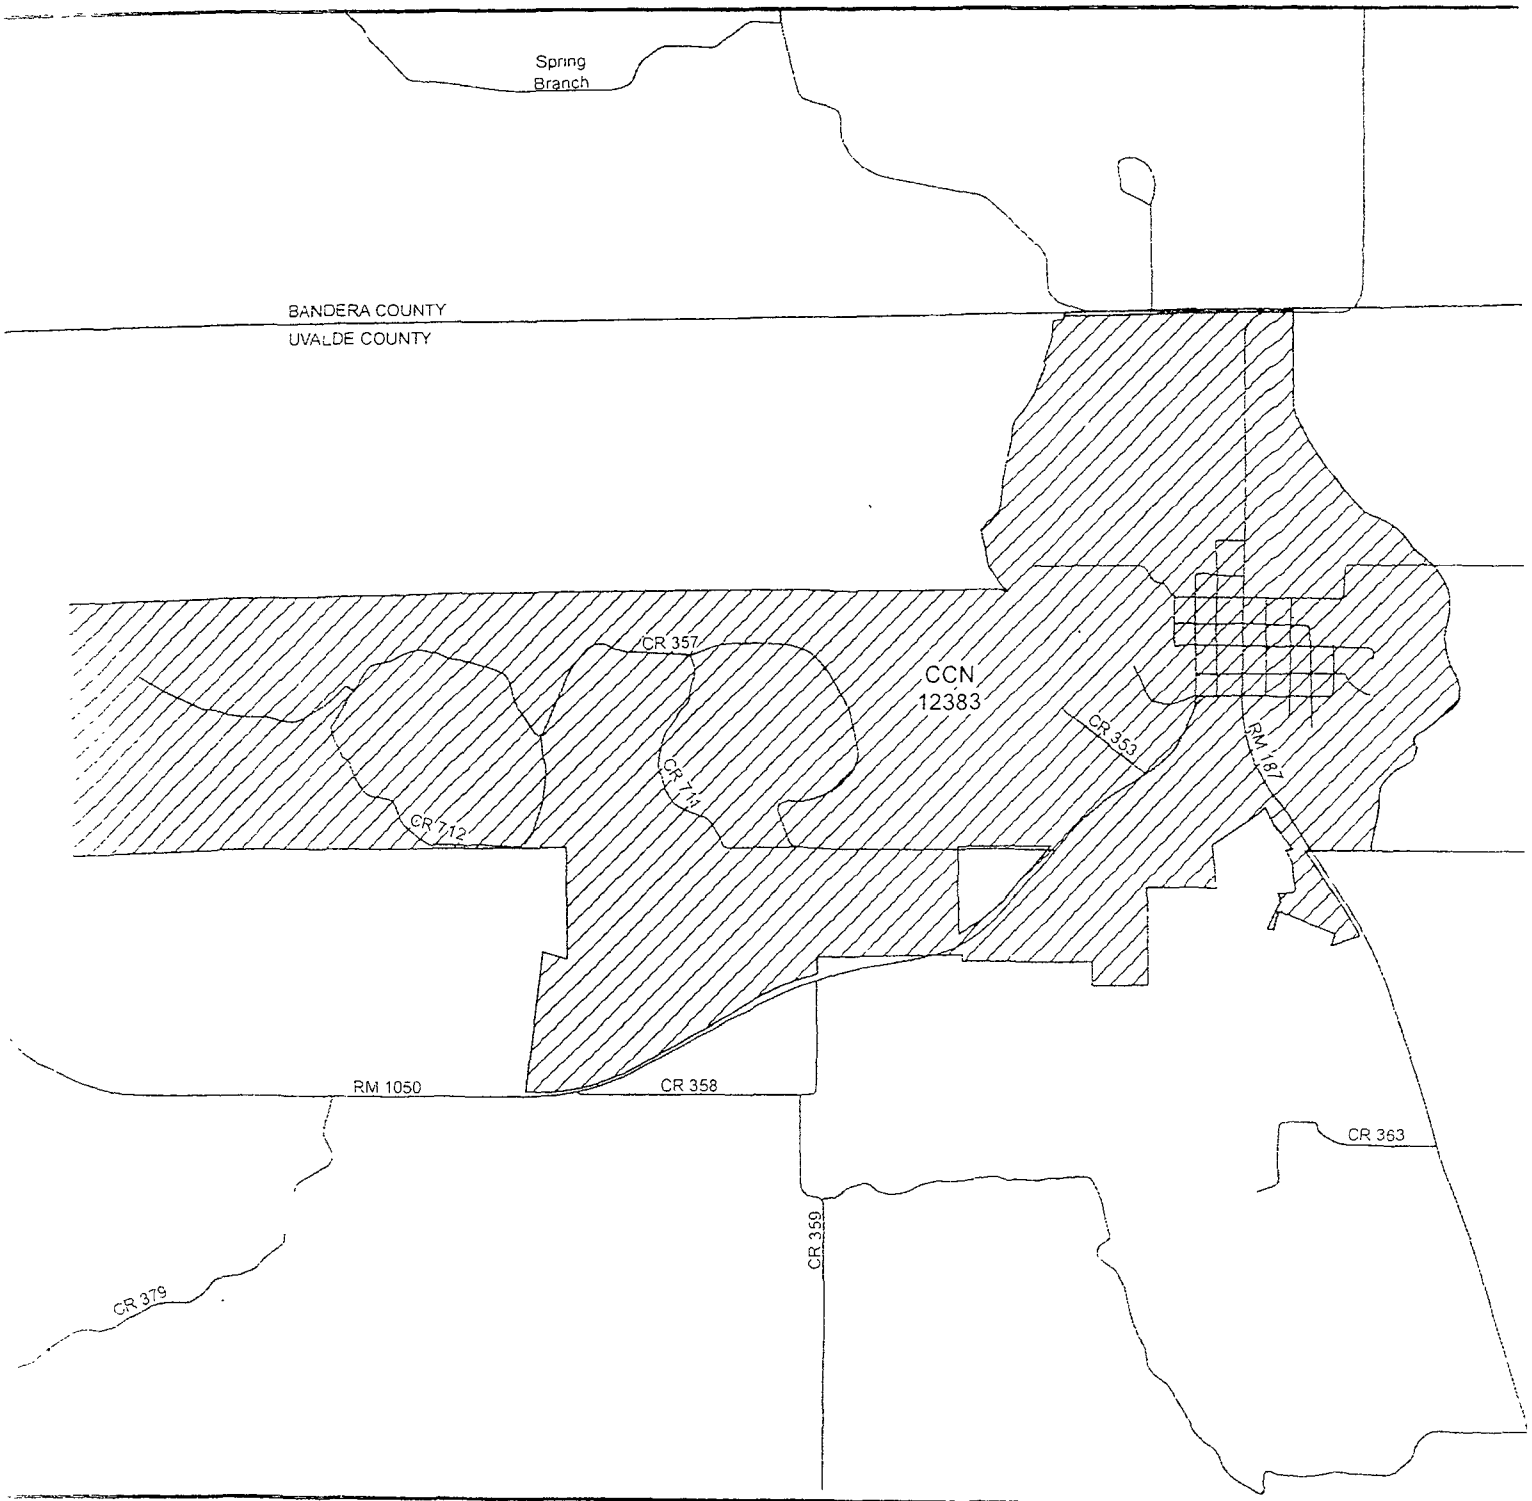 Spring
Branch
BANDERA COUNTY
UVALDE COUNTY
CR 357
CCN
12383
CR 353
RM 187
CR 711
CR 712
RM 1050
CR 358
CR 363
CR 359
CR 379